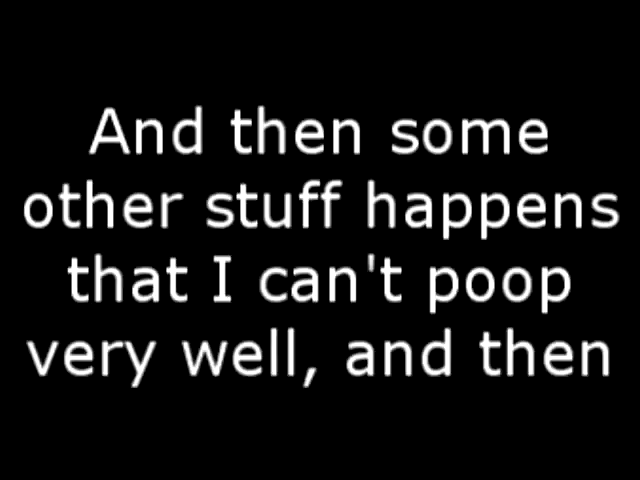 And then some
other stuff happens
that I can't poop
very well, and then